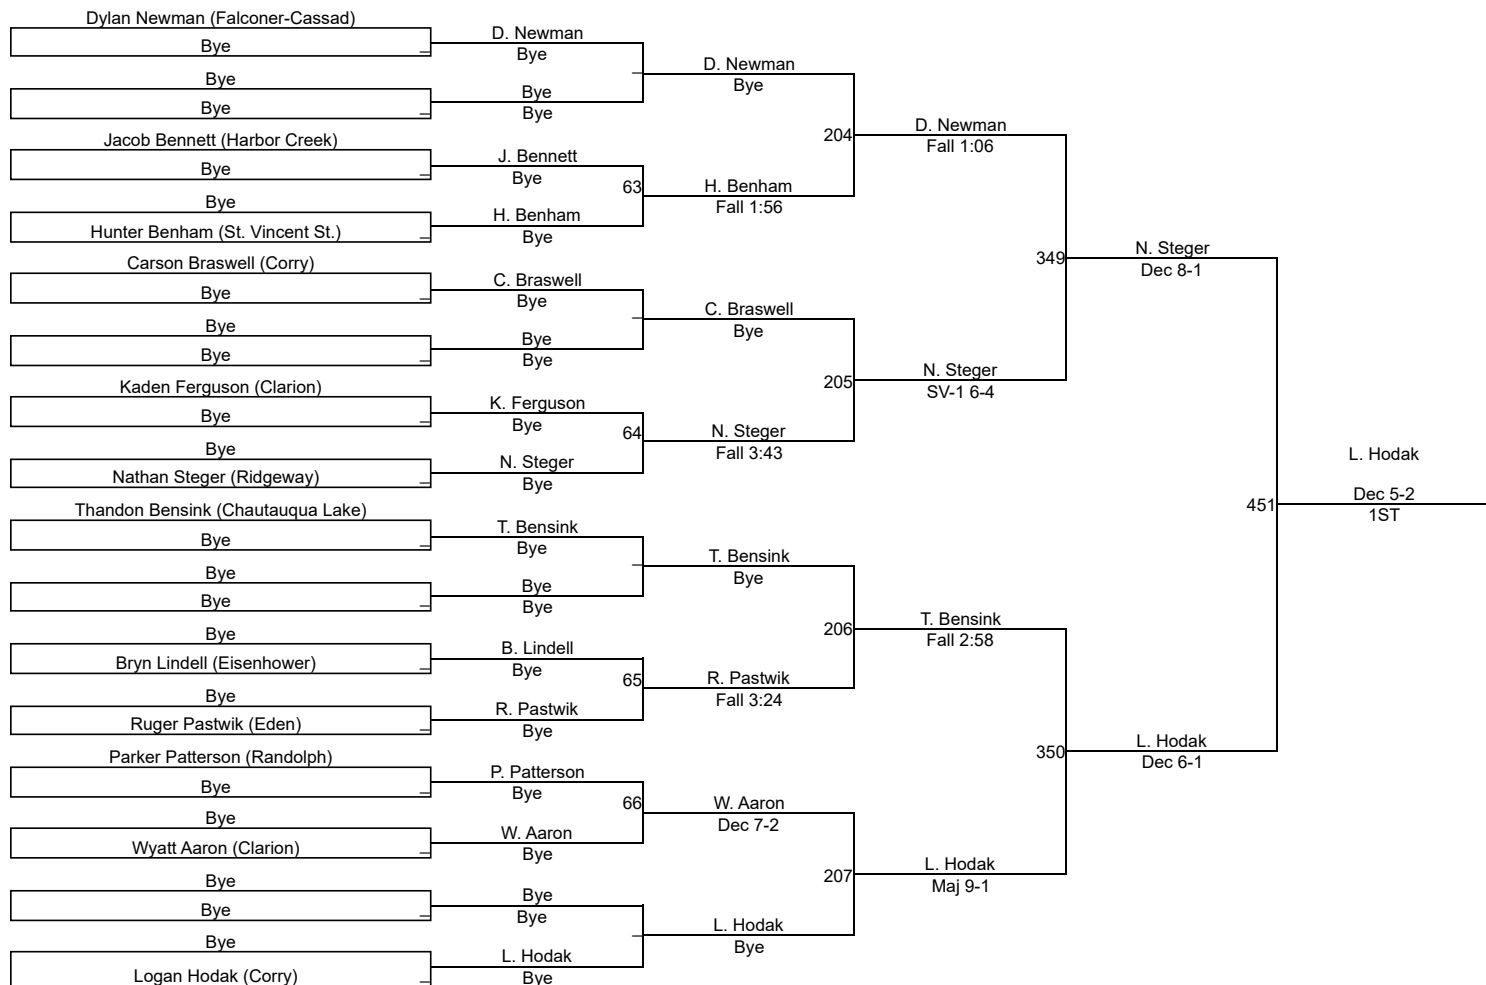 Dylan Newman (Falconer-Cassad)
Bye
Bye
Bye
Jacob Bennett (Harbor Creek)
Bye
Bye
Hunter Benham (St. Vincent St.)
Carson Braswell (Corry)
Bye
Bye
Bye
Kaden Ferguson (Clarion)
Bye
Bye
Nathan Steger (Ridgeway)
Thandon Bensink (Chautauqua Lake)
Bye
Bye
Bye
Bye
Bryn Lindell (Eisenhower)
Bye
Ruger Pastwik (Eden)
Parker Patterson (Randolph)
Bye
Bye
Wyatt Aaron (Clarion)
Bye
Bye
Bye
Logan Hodak (Corry)
D. Newman
Bye
Bye
Bye
J. Bennett
Bye
63
H. Benham
Bye
C. Braswell
Bye
Bye
Bye
K. Ferguson
Bye
64
N. Steger
Bye
T. Bensink
Bye
Bye
Bye
B. Lindell
Bye
65
R. Pastwik
Bye
P. Patterson
Bye
66
W. Aaron
Bye
Bye
Bye
L. Hodak
Bye
D. Newman
Bye
204
H. Benham
Fall 1:56
C. Braswell
Bye
205
N. Steger
Fall 3:43
T. Bensink
Bye
206
R. Pastwik
Fall 3:24
W. Aaron
Dec 7-2
207
L. Hodak
Bye
D. Newman
Fall 1:06
349
N. Steger
SV-1 6-4
T. Bensink
Fall 2:58
350
L. Hodak
Maj 9-1
N. Steger
Dec 8-1
451
L. Hodak
Dec 6-1
L. Hodak
Dec 5-2
1ST